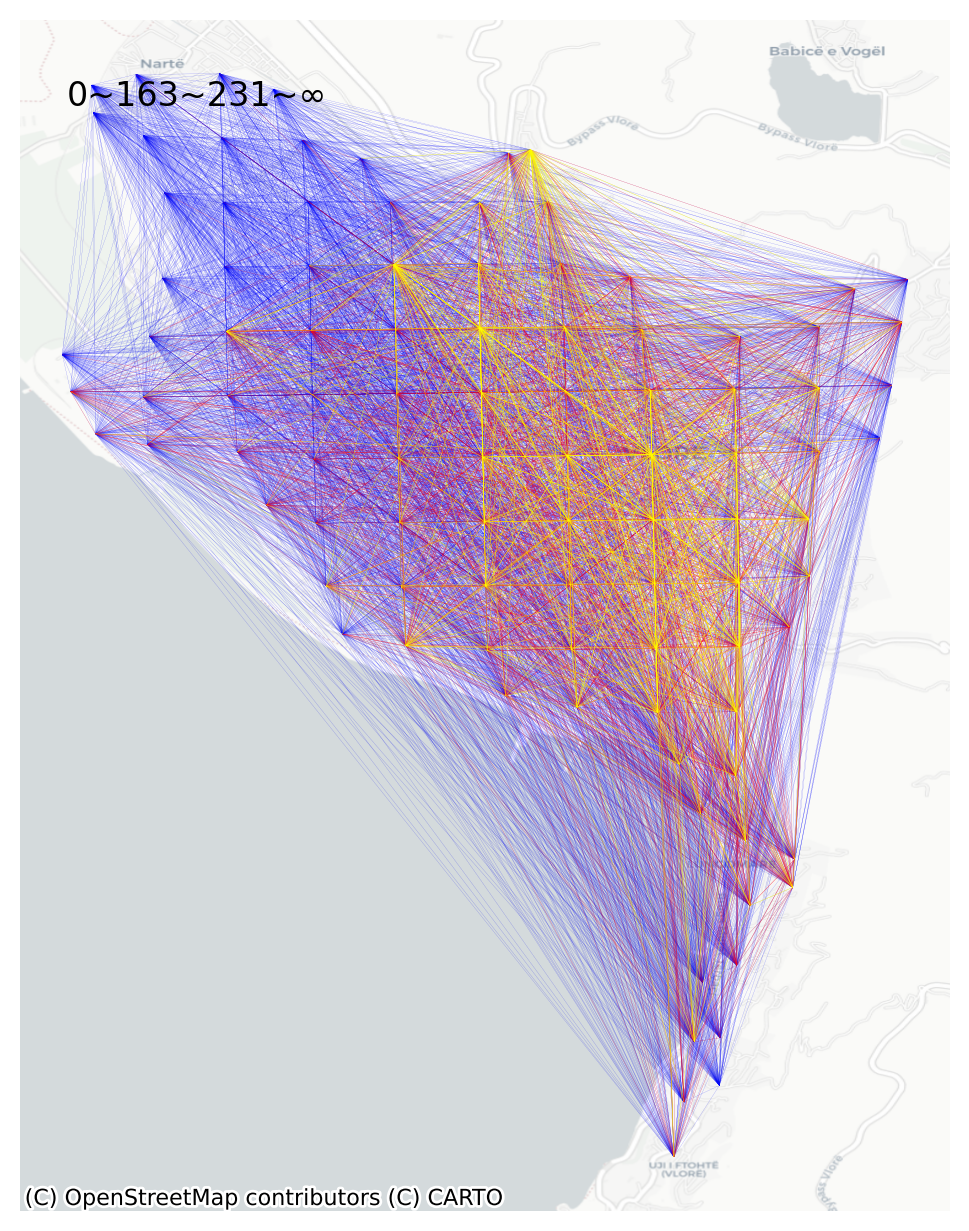 Babicë e Vogël
Nartë
0~163~231~∞
Bypass Vlorë
Bypass Vlorë
UJI I FTOHTË
(VLORË)
(C) OpenStreetMap contributors (C) CARTO